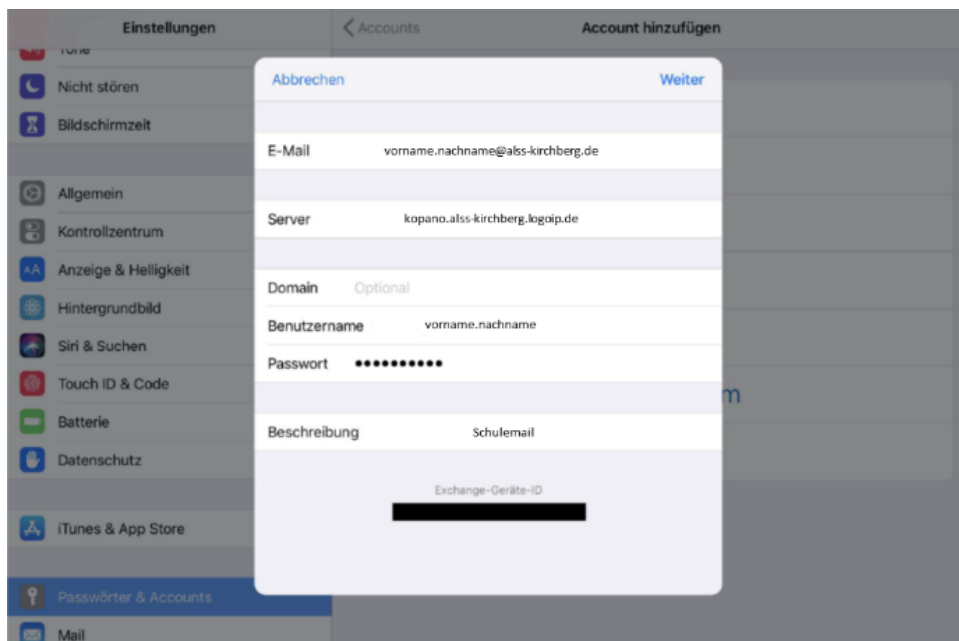 Einstellungen
Accounts
Account hinzufügen
Töne
Nicht stören
Bildschirmzeit
Allgemein
Kontrollzentrum
AA Anzeige & Helligkeit
Hintergrundbild
Siri & Suchen
Touch ID & Code
Batterie
Datenschutz
iTunes & App Store
Passwörter & Accounts
Mail
Abbrechen
Weiter
E-Mail vorname.nachname@alss-kirchberg.de
Server kopano.alss-kirchberg.logoip.de
Domain Optional
Benutzername vorname.nachname
Passwort ••••••••••
Beschreibung Schulemail
Exchange-Geräte-ID
m